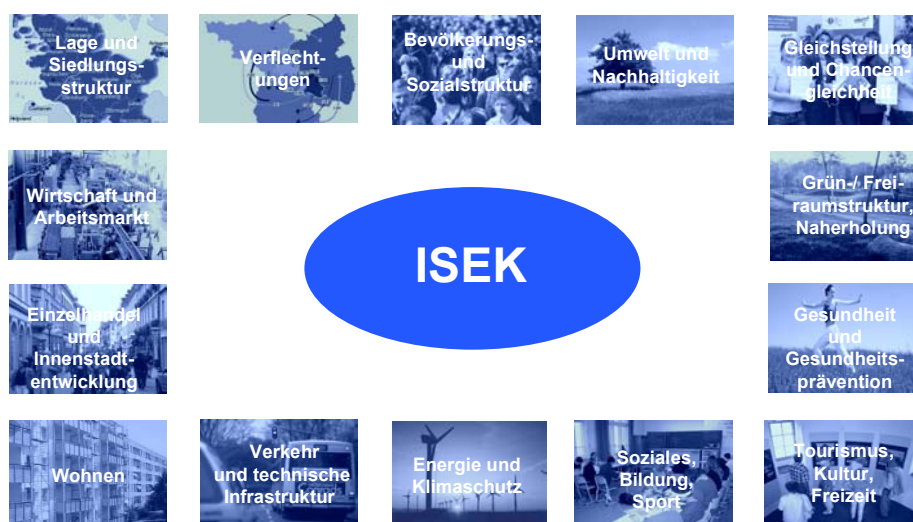 Lage und
Siedlungs-
struktur
Verflecht-
ungen
Bevölkerungs-
und
Sozialstruktur
Umwelt und
Nachhaltigkeit
Gleichstellung
und Chancen-
gleichheit
Wirtschaft und
Arbeitsmarkt
Grün-/ Frei-
raumstruktur,
Naherholung
ISEK
Einzelhandel
und
Innenstadt-
entwicklung
Gesundheit
und
Gesundheits-
prävention
Wohnen
Verkehr
und technische
Infrastruktur
Energie und
Klimaschutz
Soziales,
Bildung,
Sport
Tourismus,
Kultur,
Freizeit